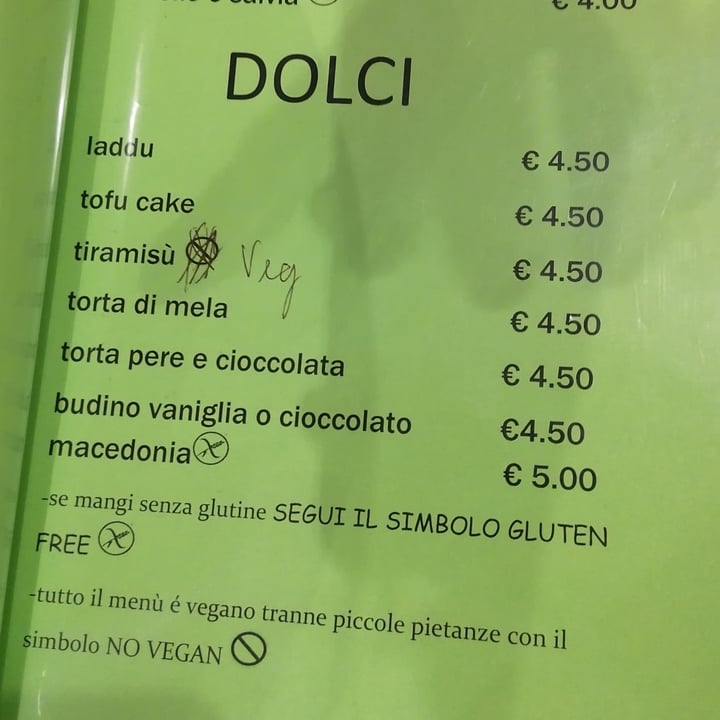 € 4.00
DOLCI
laddu € 4.50
tofu cake € 4.50
tiramisù Veg € 4.50
torta di mela € 4.50
torta pere e cioccolata € 4.50
budino vaniglia o cioccolato €4.50
macedonia € 5.00
-se mangi senza glutine SEGUI IL SIMBOLO GLUTEN
FREE
-tutto il menù é vegano tranne piccole pietanze con il
simbolo NO VEGAN